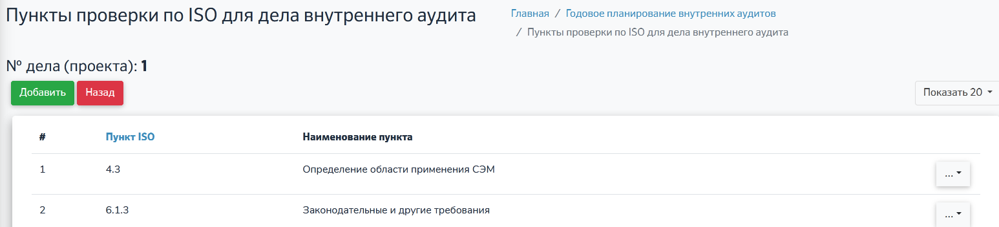 Пункты проверки по ISO для дела внутреннего аудита
Главная / Годовое планирование внутренних аудитов
/ Пункты проверки по ISO для дела внутреннего аудита
№ дела (проекта): 1
Добавить Назад
Показать 20
# Пункт ISO Наименование пункта
1 4.3 Определение области применения СЭМ ...
2 6.1.3 Законодательные и другие требования ...